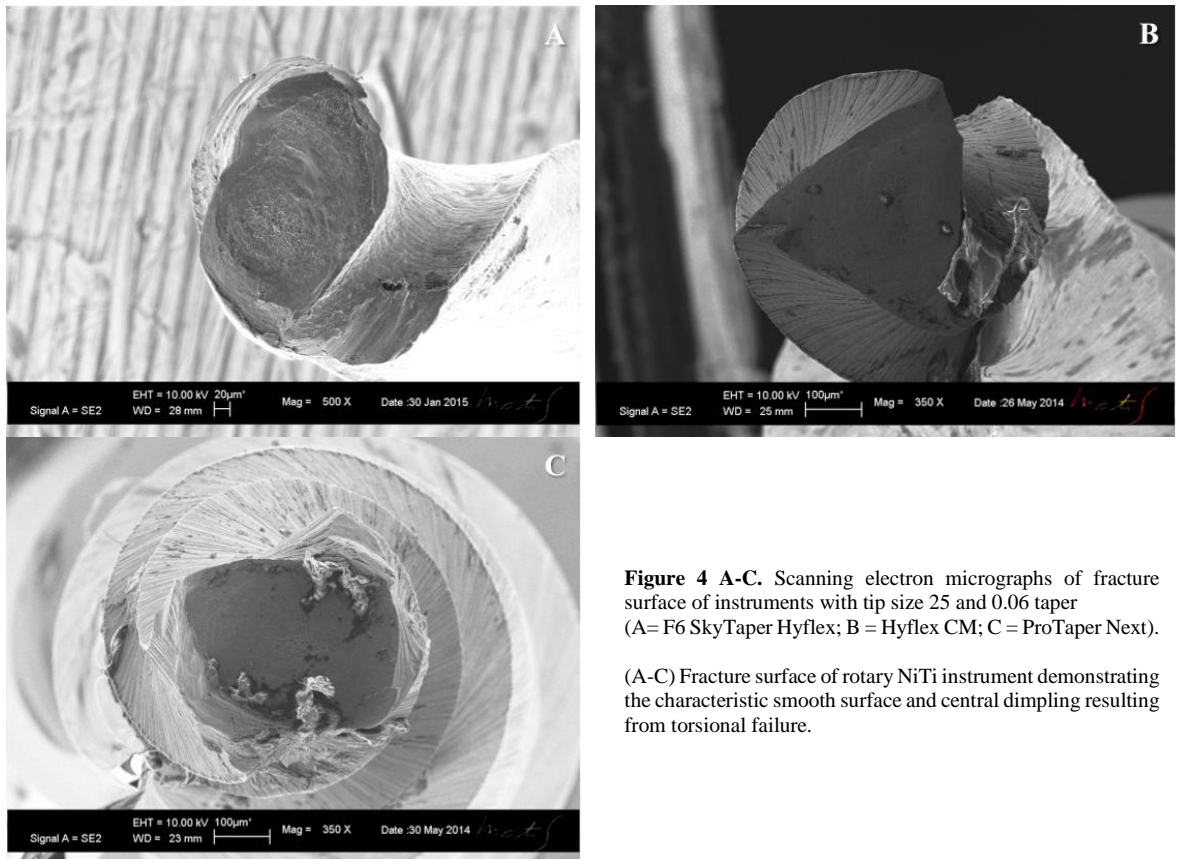 A
EHT = 10.00 kV 20µm*
Signal A = SE2 WD = 28 mm Mag = 500 X Date :30 Jan 2015
B
EHT = 10.00 kV 100µm*
Signal A = SE2 WD = 25 mm Mag = 350 X Date :26 May 2014
C
EHT = 10.00 kV 100µm*
Signal A = SE2 WD = 23 mm Mag = 350 X Date :30 May 2014
Figure 4 A-C. Scanning electron micrographs of fracture
surface of instruments with tip size 25 and 0.06 taper
(A= F6 SkyTaper Hyflex; B = Hyflex CM; C = ProTaper Next).
(A-C) Fracture surface of rotary NiTi instrument demonstrating
the characteristic smooth surface and central dimpling resulting
from torsional failure.